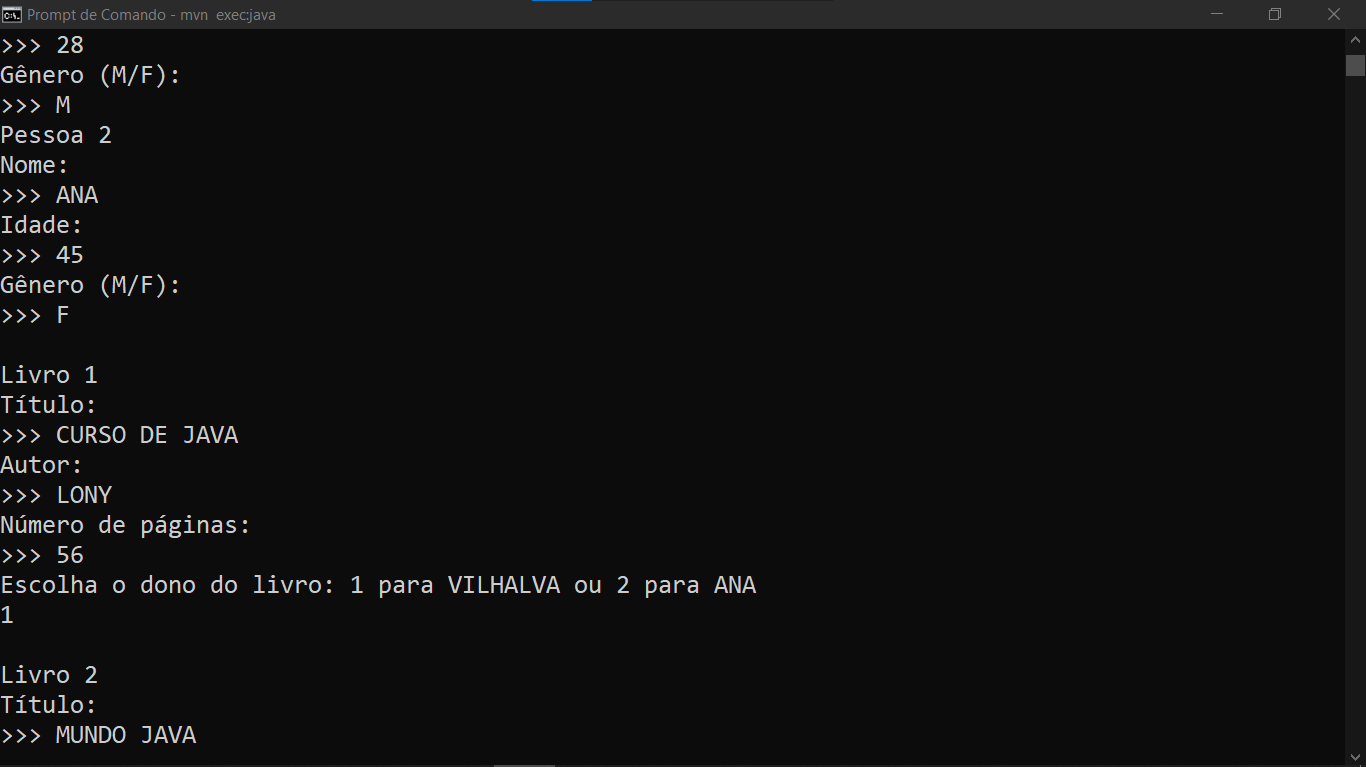 Prompt de Comando - mvn  exec:java
>>> 28
Gênero (M/F):
>>> M
Pessoa 2
Nome:
>>> ANA
Idade:
>>> 45
Gênero (M/F):
>>> F
Livro 1
Título:
>>> CURSO DE JAVA
Autor:
>>> LONY
Número de páginas:
>>> 56
Escolha o dono do livro: 1 para VILHALVA ou 2 para ANA
1
Livro 2
Título:
>>> MUNDO JAVA